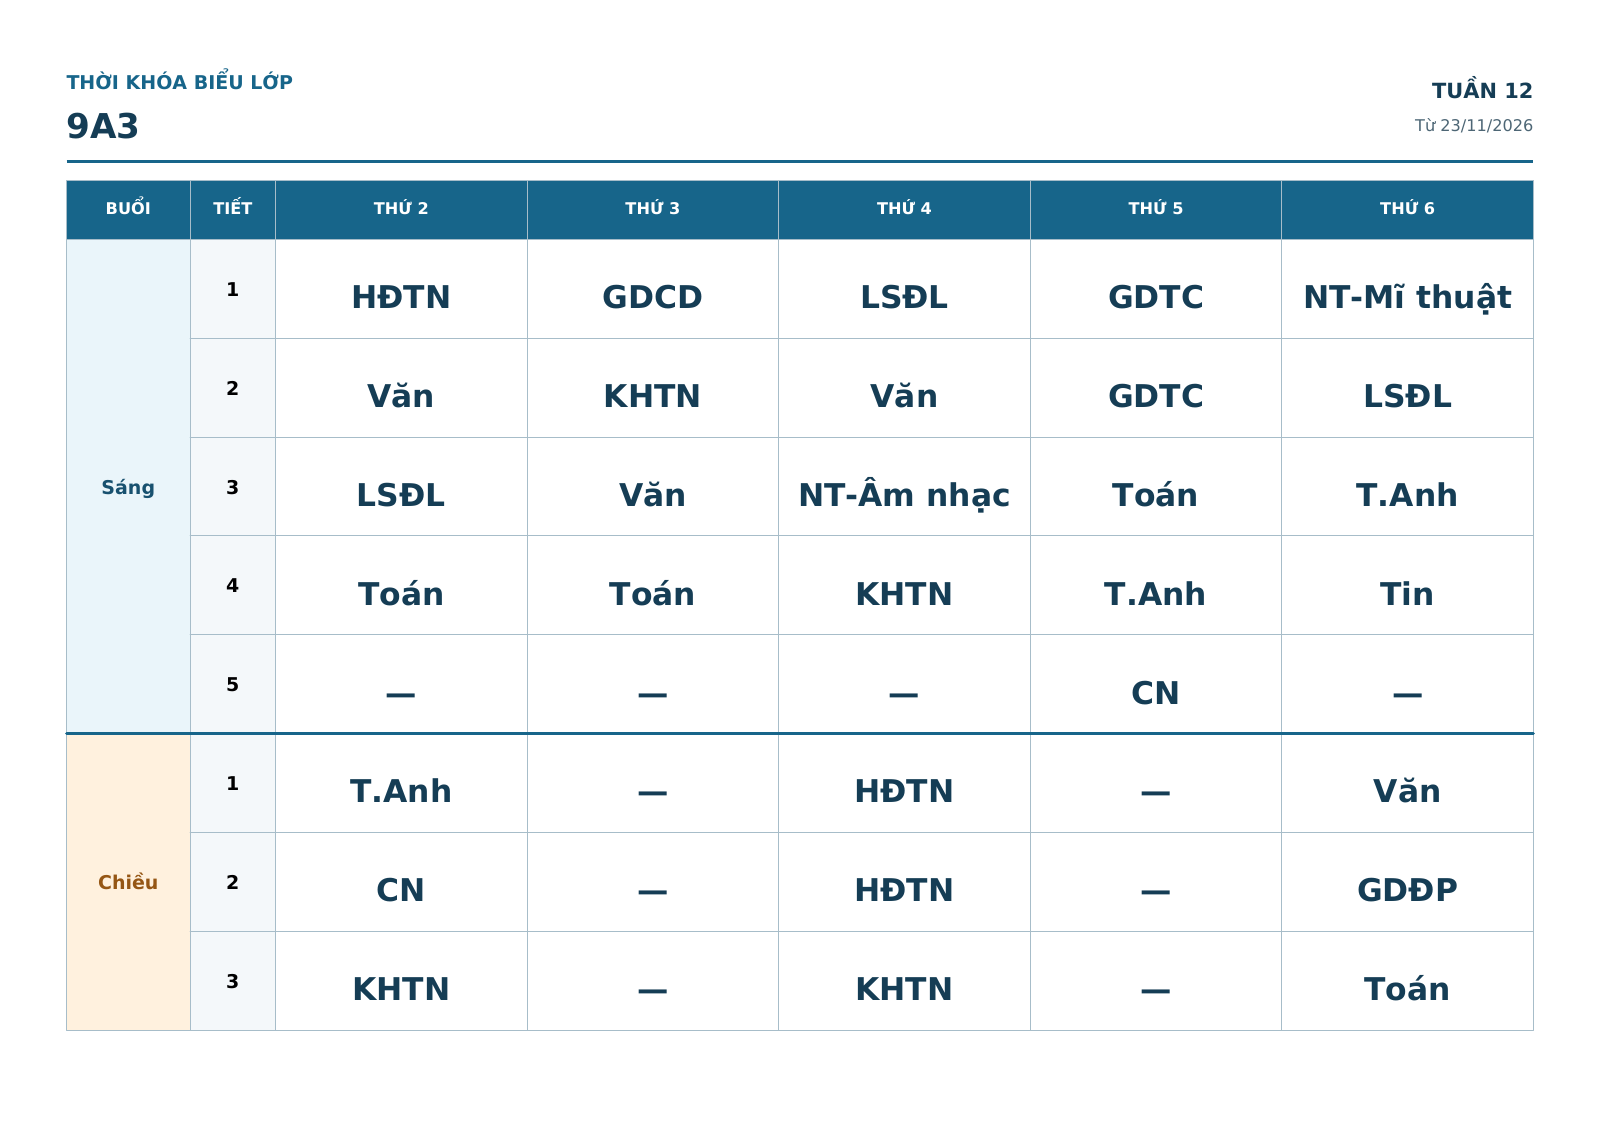 THỜI KHÓA BIỂU LỚP
9A3
TUẦN 12
Từ 23/11/2026
BUỔI TIẾT THỨ 2 THỨ 3 THỨ 4 THỨ 5 THỨ 6
Sáng
1 HĐTN GDCD LSĐL GDTC NT-Mĩ thuật
2 Văn KHTN Văn GDTC LSĐL
3 LSĐL Văn NT-Âm nhạc Toán T.Anh
4 Toán Toán KHTN T.Anh Tin
5 — — — CN —
Chiều
1 T.Anh — HĐTN — Văn
2 CN — HĐTN — GDĐP
3 KHTN — KHTN — Toán